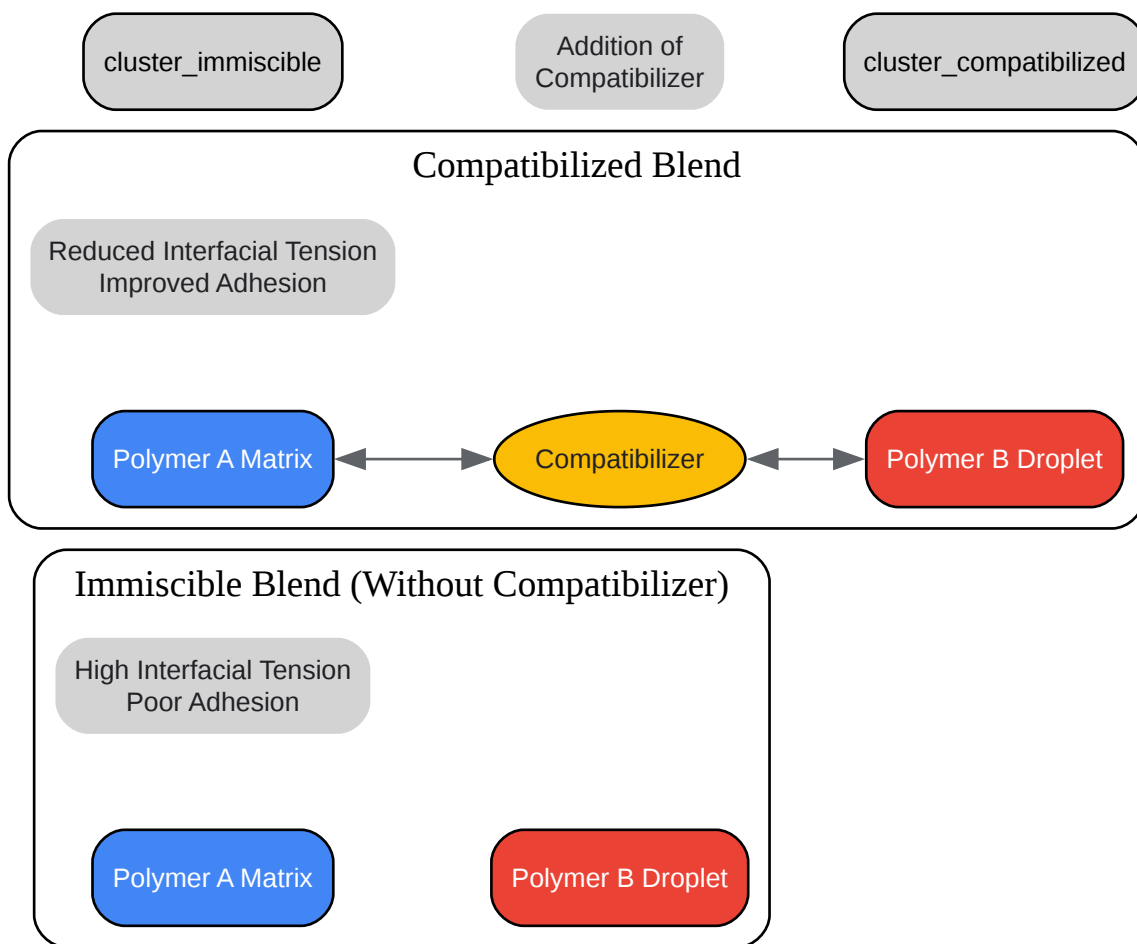 cluster_immiscible
Addition of
Compatibilizer
cluster_compatibilized
Compatibilized Blend
Reduced Interfacial Tension
Improved Adhesion
Polymer A Matrix
Compatibilizer
Polymer B Droplet
Immiscible Blend (Without Compatibilizer)
High Interfacial Tension
Poor Adhesion
Polymer A Matrix
Polymer B Droplet